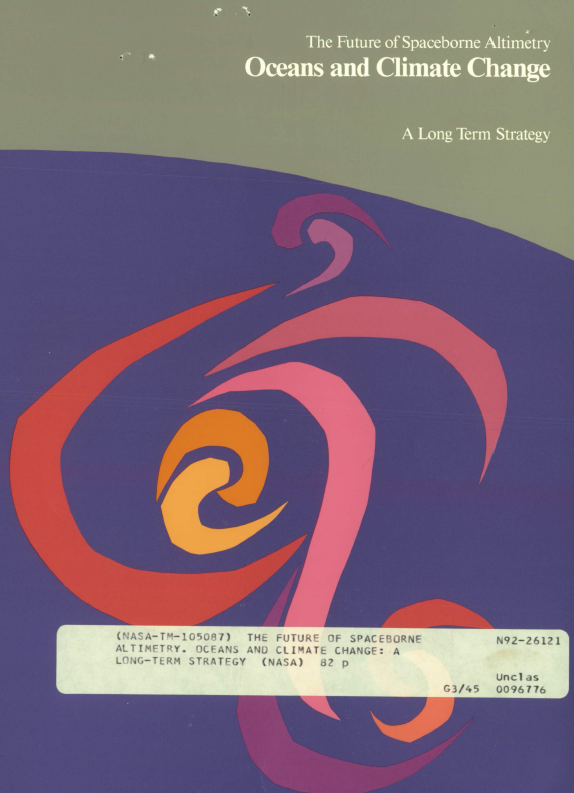 The Future of Spaceborne Altimetry
Oceans and Climate Change
A Long Term Strategy
(NASA-TM-105087) THE FUTURE OF SPACEBORNE
ALTIMETRY. OCEANS AND CLIMATE CHANGE: A
LONG-TERM STRATEGY (NASA) 82 p
N92-26121
Unclas
G3/45 0096776